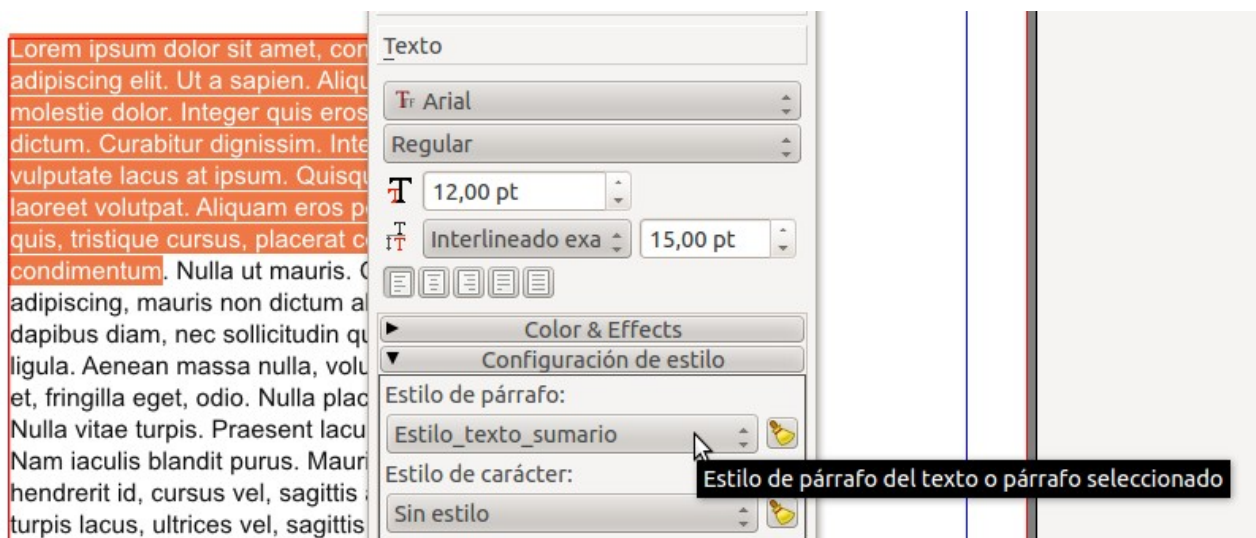 Lorem ipsum dolor sit amet, con
adipiscing elit. Ut a sapien. Aliqu
molestie dolor. Integer quis eros
dictum. Curabitur dignissim. Inte
vulputate lacus at ipsum. Quisqu
laoreet volutpat. Aliquam eros p
quis, tristique cursus, placerat c
condimentum. Nulla ut mauris. C
adipiscing, mauris non dictum al
dapibus diam, nec sollicitudin qu
ligula. Aenean massa nulla, volu
et, fringilla eget, odio. Nulla plac
Nulla vitae turpis. Praesent lacu
Nam iaculis blandit purus. Mauri
hendrerit id, cursus vel, sagittis
turpis lacus, ultrices vel, sagittis
Texto
Arial
Regular
12,00 pt
Interlineado exa 15,00 pt
Color & Effects
Configuración de estilo
Estilo de párrafo:
Estilo_texto_sumario
Estilo de carácter:
Estilo de párrafo del texto o párrafo seleccionado
Sin estilo